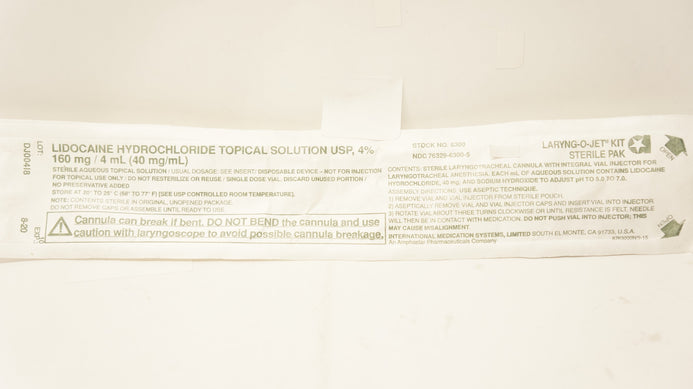 LOT:
DJ004I8
8-20
EXP:
LIDOCAINE HYDROCHLORIDE TOPICAL SOLUTION USP, 4%
160 mg / 4 mL (40 mg/mL)
STERILE AQUEOUS TOPICAL SOLUTION / USUAL DOSAGE: SEE INSERT: DISPOSABLE DEVICE - NOT FOR INJECTION
FOR TOPICAL USE ONLY / DO NOT RESTERILIZE OR REUSE / SINGLE DOSE VIAL, DISCARD UNUSED PORTION /
NO PRESERVATIVE ADDED
STORE AT 20° TO 25° C (68° TO 77° F) [SEE USP CONTROLLED ROOM TEMPERATURE].
NOTE: CONTENTS STERILE IN ORIGINAL, UNOPENED PACKAGE.
DO NOT REMOVE CAPS OR ASSEMBLE UNTIL READY TO USE.
Cannula can break if bent. DO NOT BEND the cannula and use
caution with laryngoscope to avoid possible cannula breakage.
STOCK NO. 6300
NDC 76329-6300-5
LARYNG-O-JET® KIT
STERILE PAK
CONTENTS: STERILE LARYNGOTRACHEAL CANNULA WITH INTEGRAL VIAL INJECTOR FOR
LARYNGOTRACHEAL ANESTHESIA. EACH mL OF AQUEOUS SOLUTION CONTAINS LIDOCAINE
HYDROCHLORIDE, 40 mg, AND SODIUM HYDROXIDE TO ADJUST pH TO 5.0 TO 7.0.
ASSEMBLY DIRECTIONS. USE ASEPTIC TECHNIQUE.
1) REMOVE VIAL AND VIAL INJECTOR FROM STERILE POUCH.
2) ASEPTICALLY REMOVE VIAL AND INJECTOR CAPS AND INSERT VIAL INTO INJECTOR
3) ROTATE VIAL ABOUT THREE TURNS CLOCKWISE OR UNTIL RESISTANCE IS FELT. NEEDLE
WILL THEN BE IN CONTACT WITH MEDICATION. DO NOT PUSH VIAL INTO INJECTOR; THIS
MAY CAUSE MISALIGNMENT.
INTERNATIONAL MEDICATION SYSTEMS, LIMITED SOUTH EL MONTE, CA 91733, U.S.A.
An Amphastar Pharmaceuticals Company
OPEN
OPEN